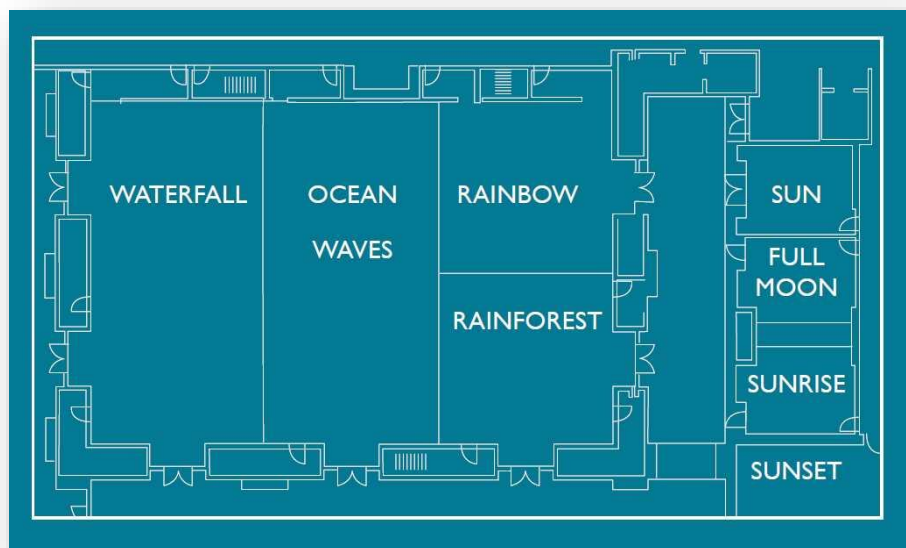 WATERFALL
OCEAN
WAVES
RAINBOW
RAINFOREST
SUN
FULL
MOON
SUNRISE
SUNSET